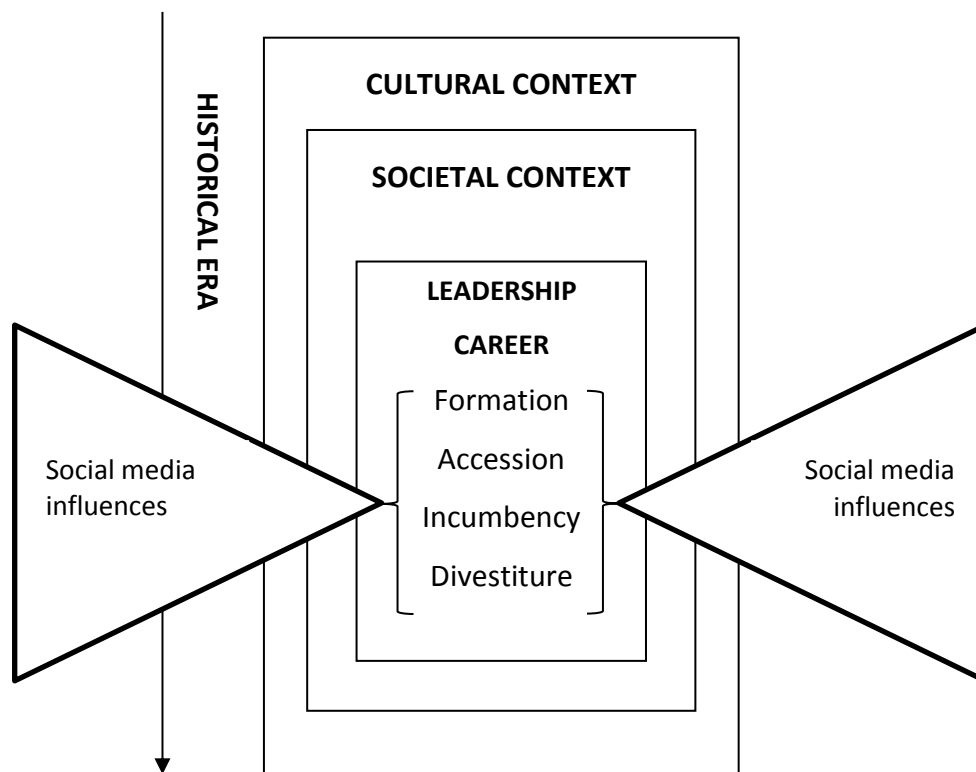 HISTORICAL ERA
CULTURAL CONTEXT
SOCIETAL CONTEXT
LEADERSHIP
CAREER
Formation
Accession
Incumbency
Divestiture
Social media
influences
Social media
influences